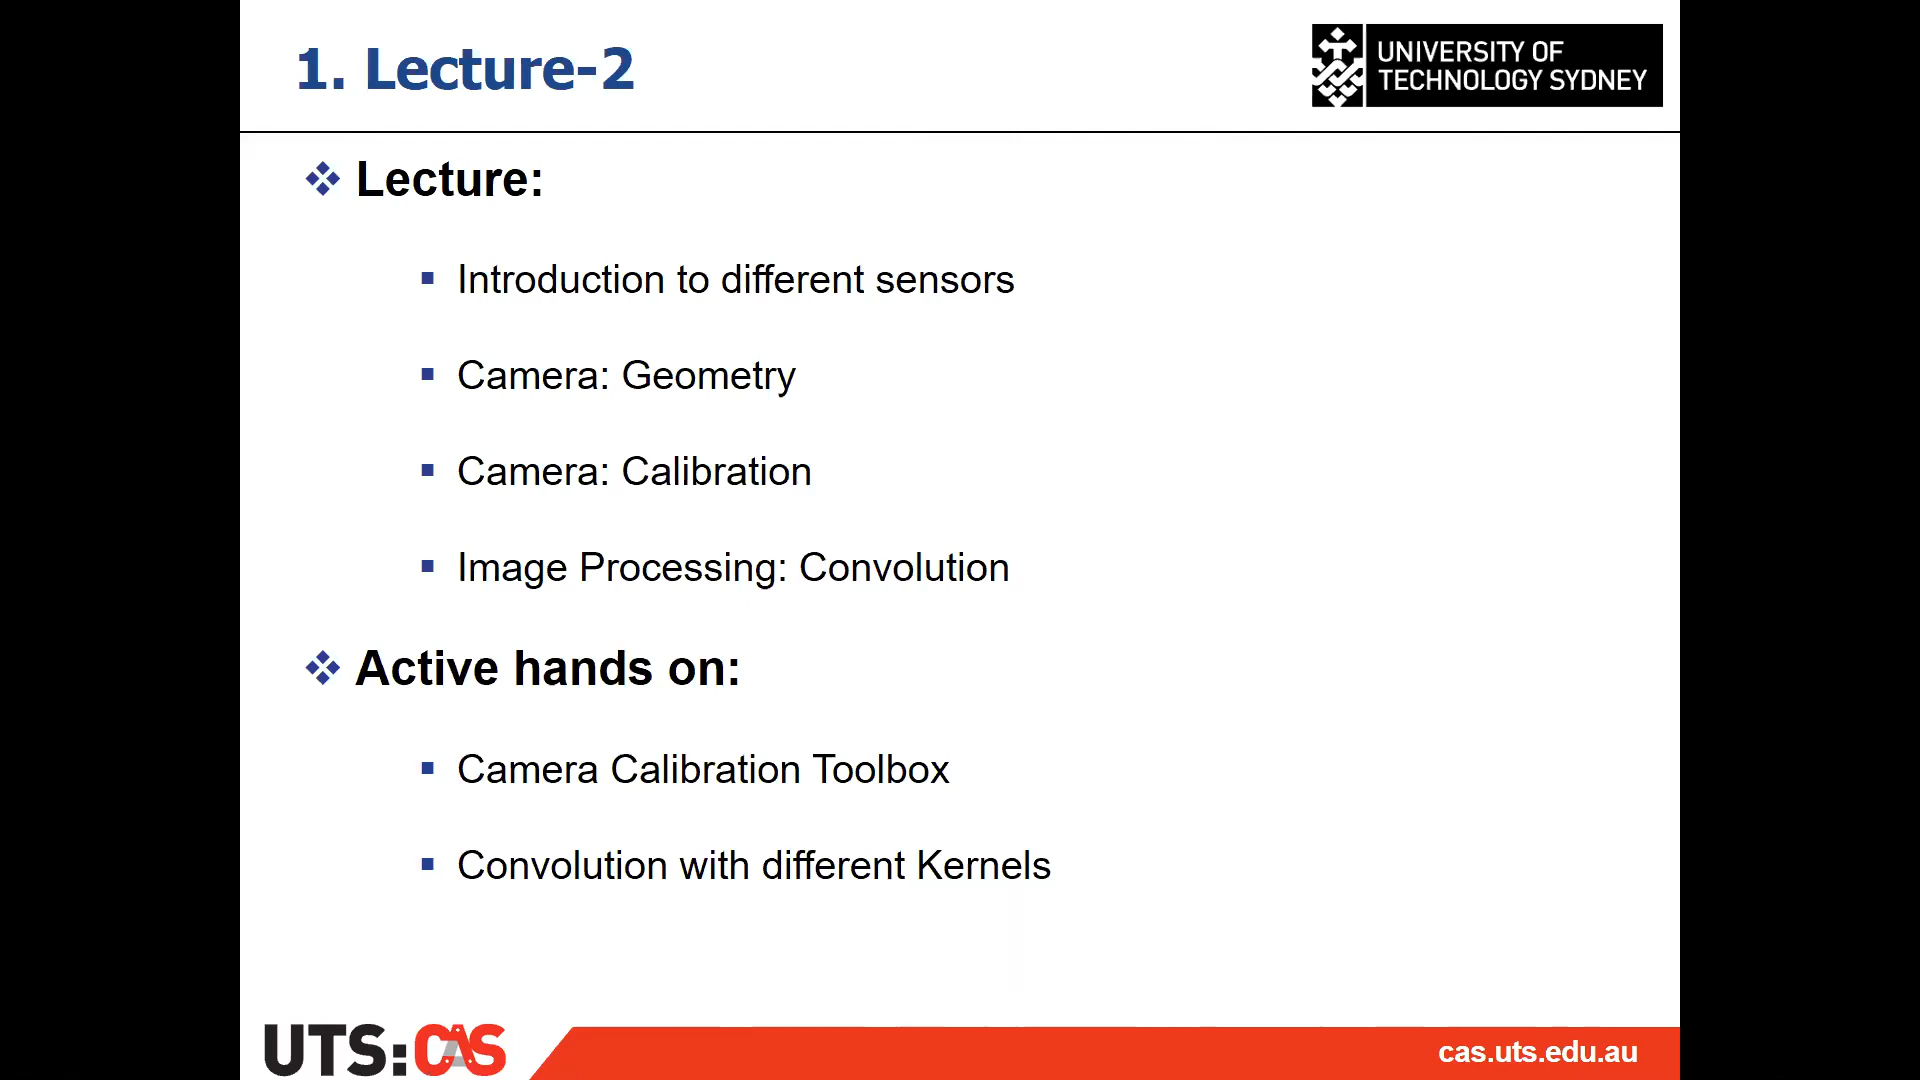 1. Lecture-2
UNIVERSITY OF
TECHNOLOGY SYDNEY
Lecture:
Introduction to different sensors
Camera: Geometry
Camera: Calibration
Image Processing: Convolution
Active hands on:
Camera Calibration Toolbox
Convolution with different Kernels
UTS:CAS
cas.uts.edu.au